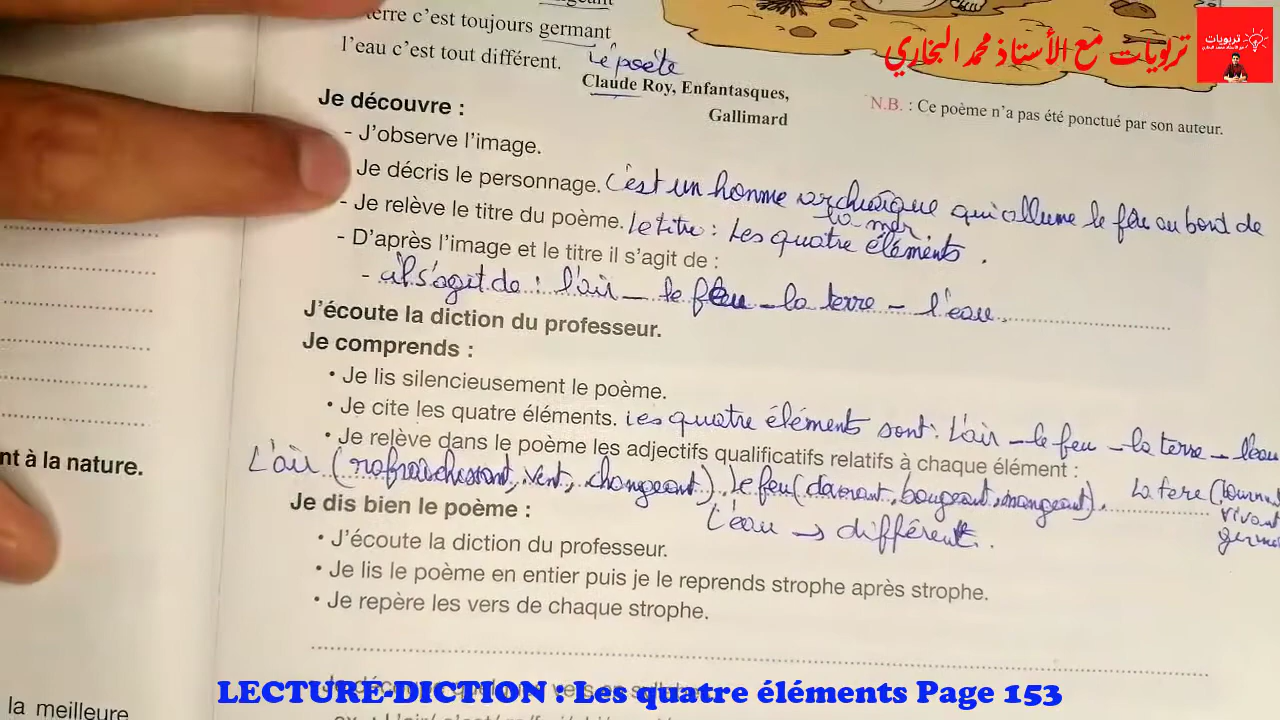 terre c'est toujours germant
l'eau c'est tout différent.
Le poète
Claude Roy, Enfantasques,
Gallimard
تربويات مع الأستاذ محمد البخاري
تربويات
N.B. : Ce poème n'a pas été ponctué par son auteur.
Je découvre :
- J'observe l'image.
- Je décris le personnage. C'est un homme archaïque qui allume le feu au bord de
la mer.
- Je relève le titre du poème. Le titre : Les quatre éléments.
- D'après l'image et le titre il s'agit de :
- il s'agit de : l'air - le feu - la terre - l'eau.
J'écoute la diction du professeur.
Je comprends :
• Je lis silencieusement le poème.
• Je cite les quatre éléments. Les quatre éléments sont : L'air - le feu - la terre - l'eau
• Je relève dans le poème les adjectifs qualificatifs relatifs à chaque élément :
L'air (rafraichissant, vent, changeant). le feu (davorant, bougeant, mangeant).
vivant
L'eau → différent.
Je dis bien le poème :
• J'écoute la diction du professeur.
• Je lis le poème en entier puis je le reprends strophe après strophe.
• Je repère les vers de chaque strophe.
nt à la nature.
la meilleure
LECTURE-DICTION : Les quatre éléments Page 153